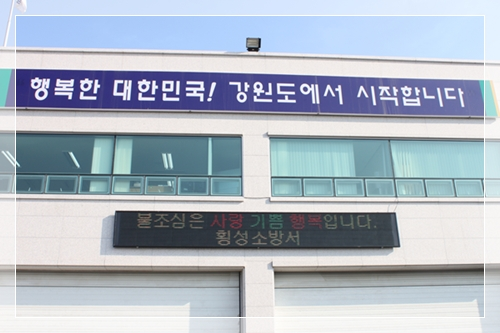 행복한 대한민국! 강원도에서 시작합니다
불조심은 사랑 기쁨 행복입니다.
횡성소방서